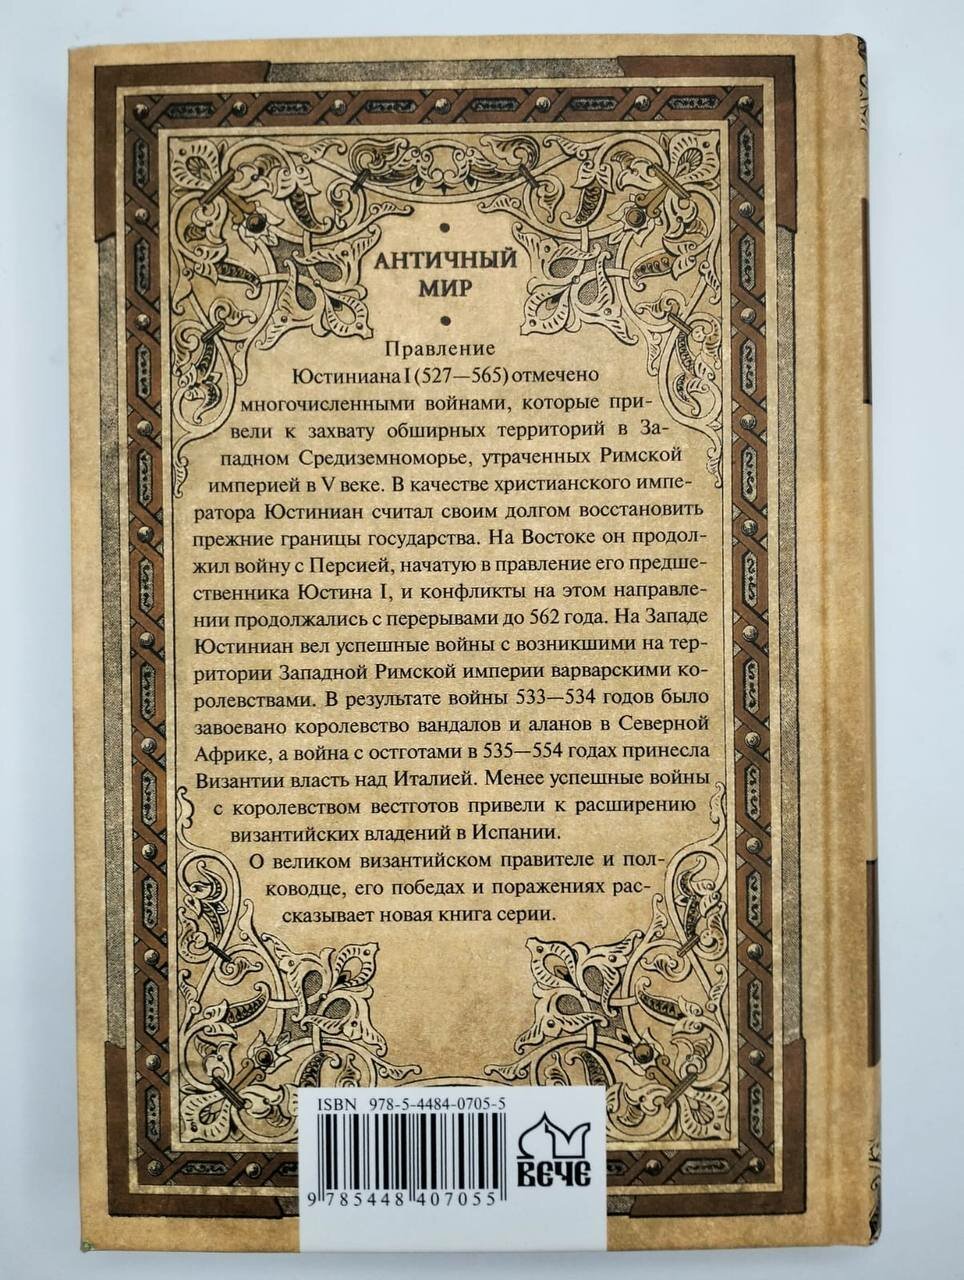 АНТИЧНЫЙ
МИР
Правление
Юстиниана I (527—565) отмечено
многочисленными войнами, которые при-
вели к захвату обширных территорий в За-
падном Средиземноморье, утраченных Римской
империей в V веке. В качестве христианского импе-
ратора Юстиниан считал своим долгом восстановить
прежние границы государства. На Востоке он продол-
жил войну с Персией, начатую в правление его предше-
ственника Юстина I, и конфликты на этом направле-
нии продолжались с перерывами до 562 года. На Западе
Юстиниан вел успешные войны с возникшими на тер-
ритории Западной Римской империи варварскими ко-
ролевствами. В результате войны 533—534 годов было
завоевано королевство вандалов и аланов в Северной
Африке, а война с остготами в 535—554 годах принесла
Византии власть над Италией. Менее успешные войны
с королевством вестготов привели к расширению
византийских владений в Испании.
О великом византийском правителе и пол-
ководце, его победах и поражениях рас-
сказывает новая книга серии.
ISBN 978-5-4484-0705-5
ВЕЧЕ
9 785448 407055